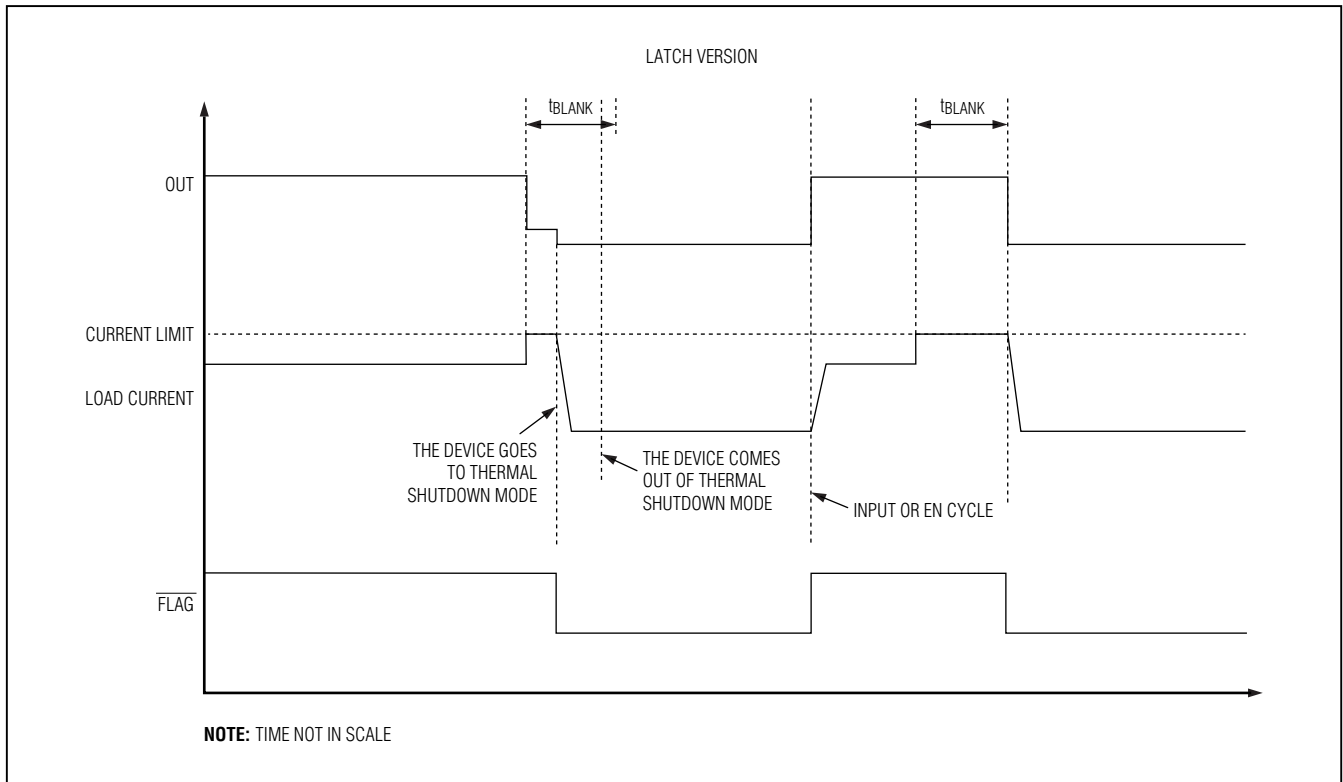 LATCH VERSION
tBLANK
tBLANK
OUT
CURRENT LIMIT
LOAD CURRENT
THE DEVICE GOES
TO THERMAL
SHUTDOWN MODE
THE DEVICE COMES
OUT OF THERMAL
SHUTDOWN MODE
INPUT OR EN CYCLE
FLAG
NOTE: TIME NOT IN SCALE